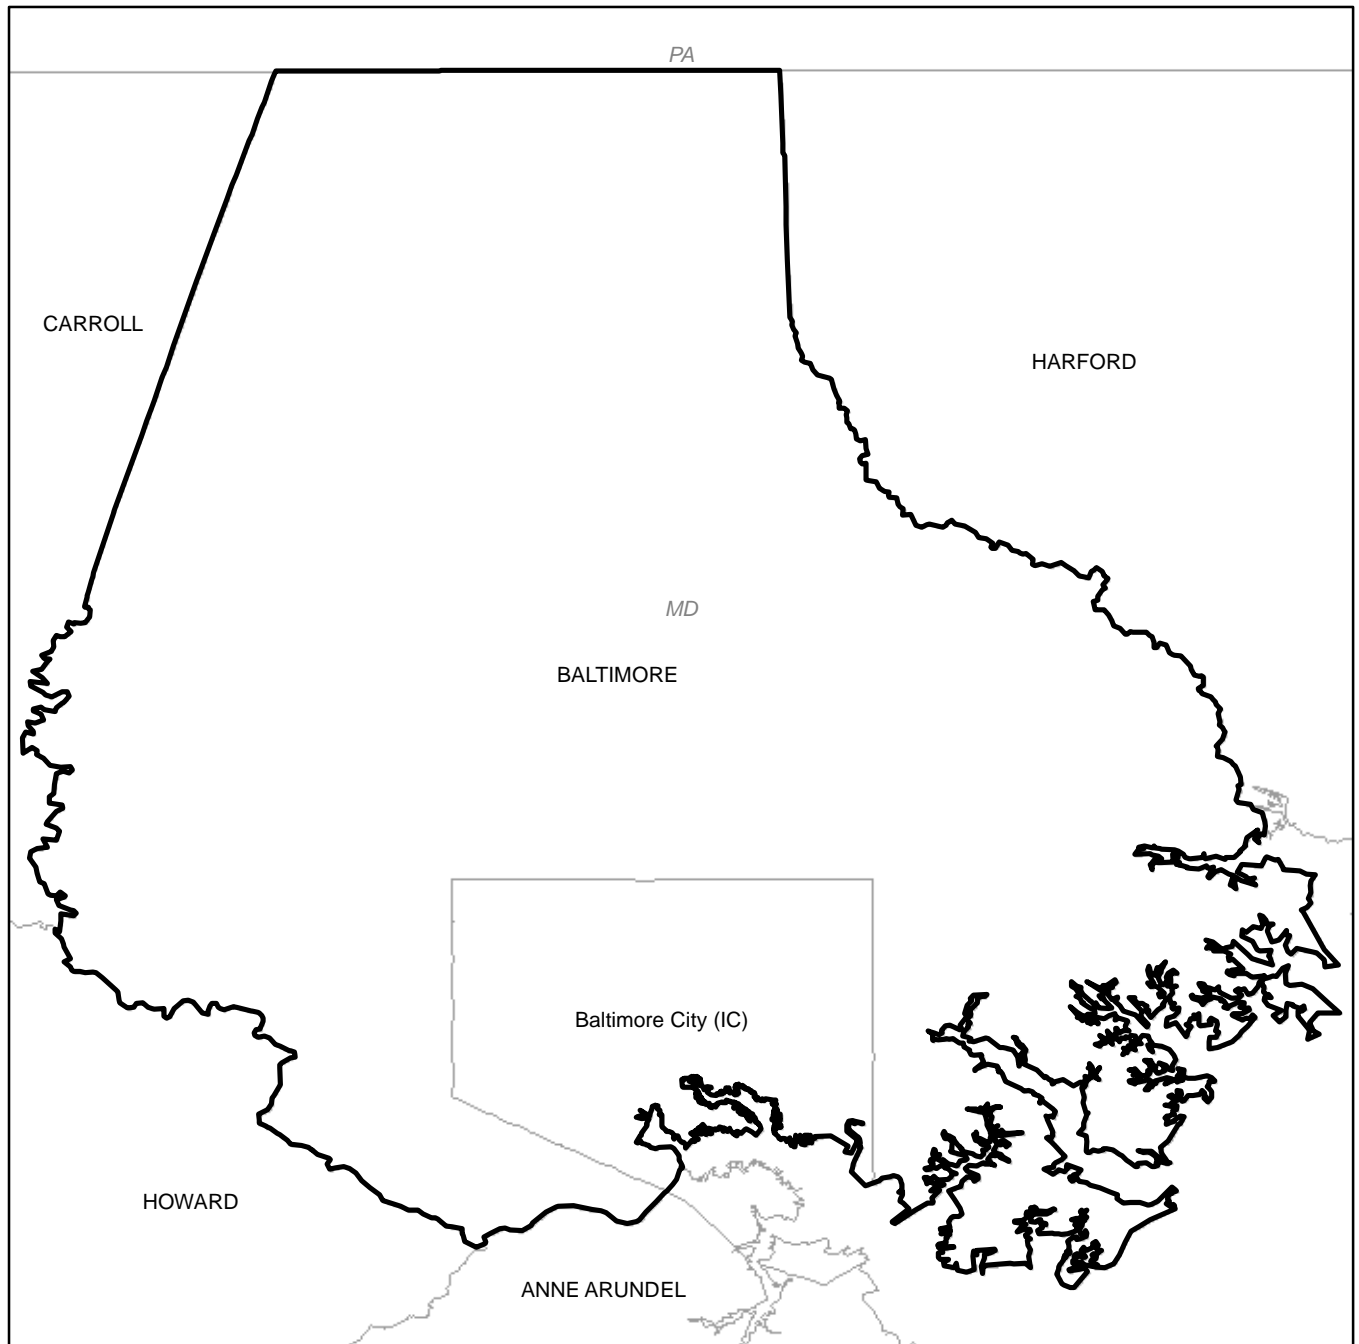 PA
CARROLL
HARFORD
MD
BALTIMORE
Baltimore City (IC)
HOWARD
ANNE ARUNDEL